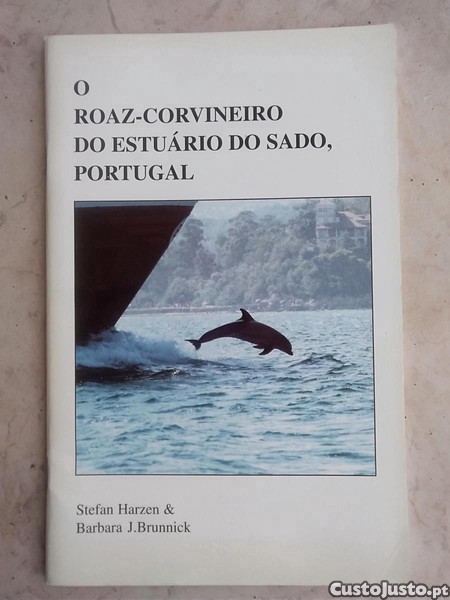 O
ROAZ-CORVINEIRO
DO ESTUÁRIO DO SADO,
PORTUGAL
Stefan Harzen &
Barbara J.Brunnick
CustoJusto.pt